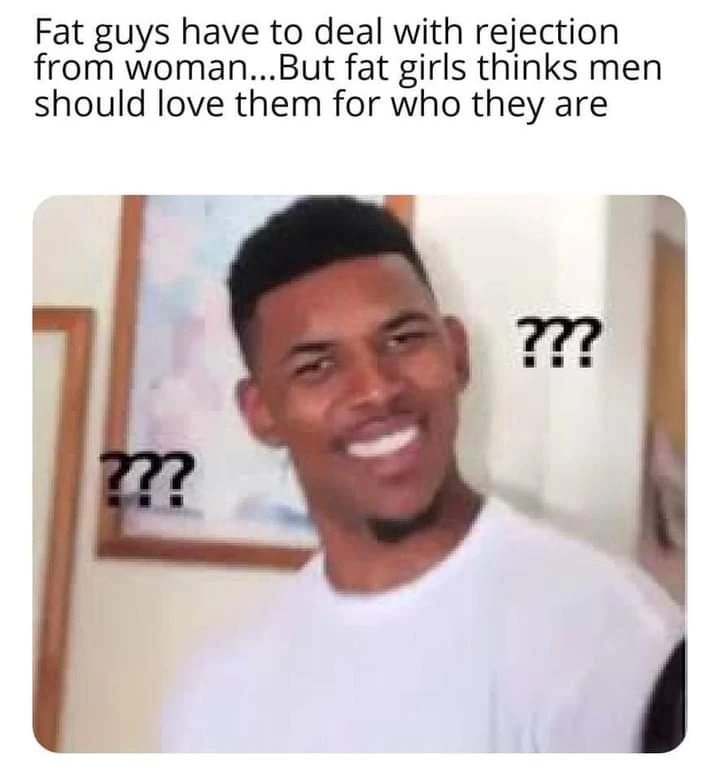 Fat guys have to deal with rejection
from woman...But fat girls thinks men
should love them for who they are
???
???